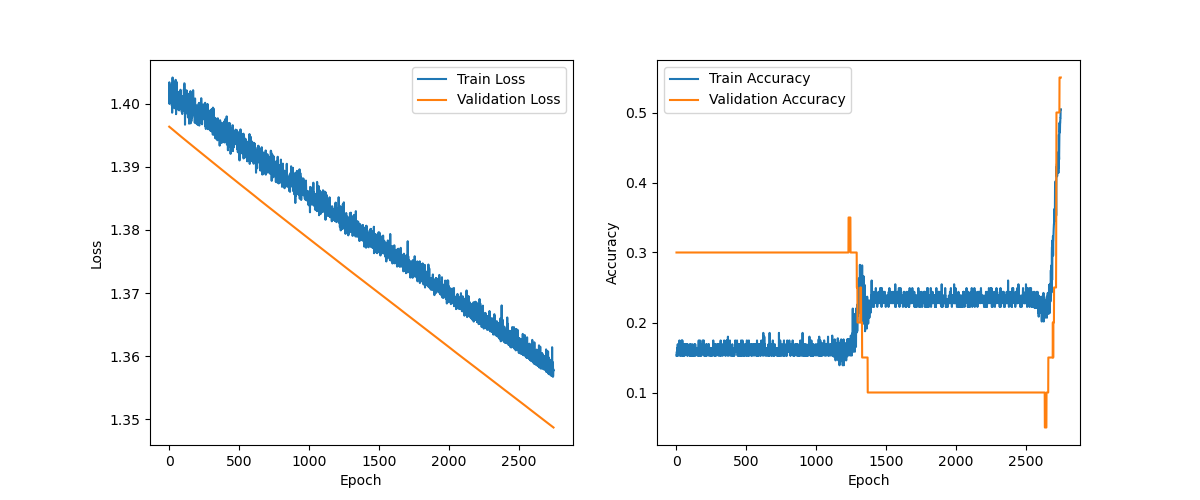 Train Loss
Validation Loss
1.40
1.39
1.38
1.37
1.36
1.35
Loss
0
500
1000
1500
2000
2500
Epoch
Train Accuracy
Validation Accuracy
0.5
0.4
0.3
0.2
0.1
Accuracy
0
500
1000
1500
2000
2500
Epoch